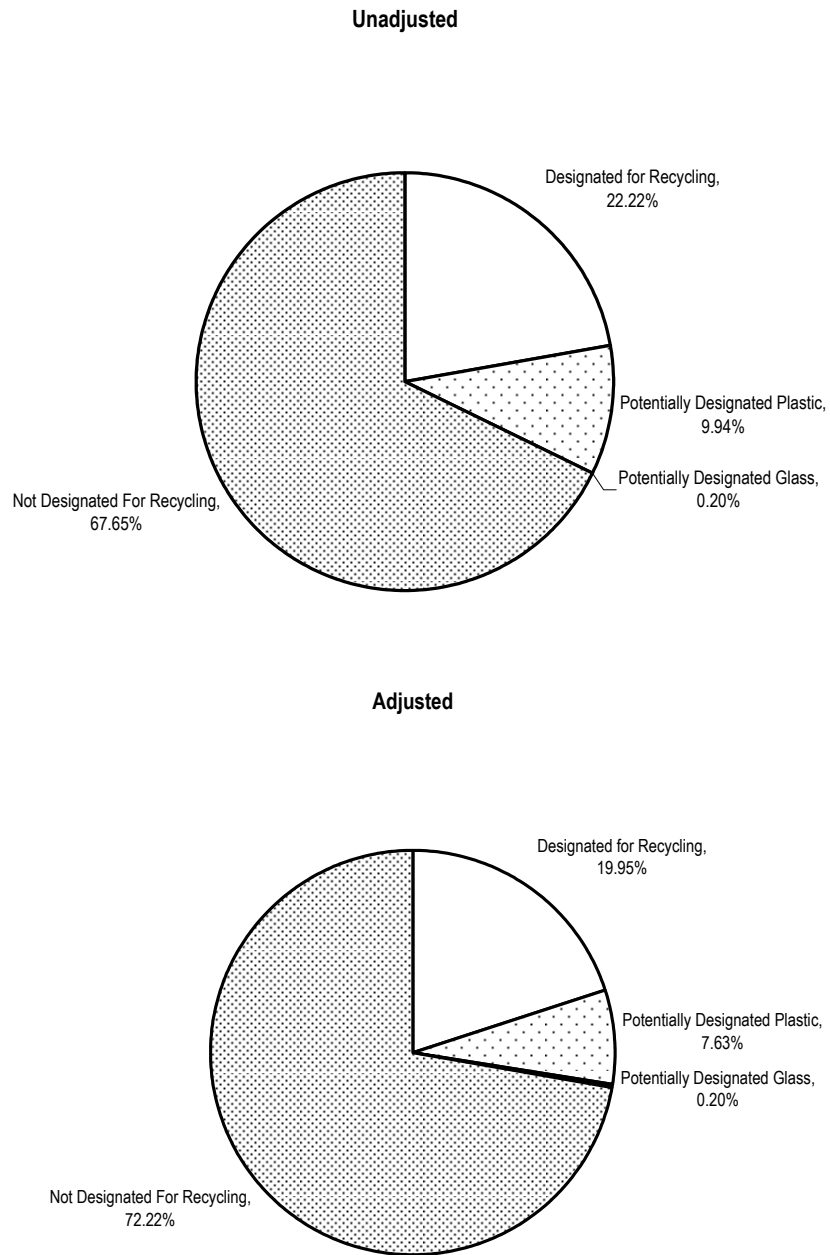 Unadjusted
Designated for Recycling,
22.22%
Potentially Designated Plastic,
9.94%
Potentially Designated Glass,
0.20%
Not Designated For Recycling,
67.65%
Adjusted
Designated for Recycling,
19.95%
Potentially Designated Plastic,
7.63%
Potentially Designated Glass,
0.20%
Not Designated For Recycling,
72.22%